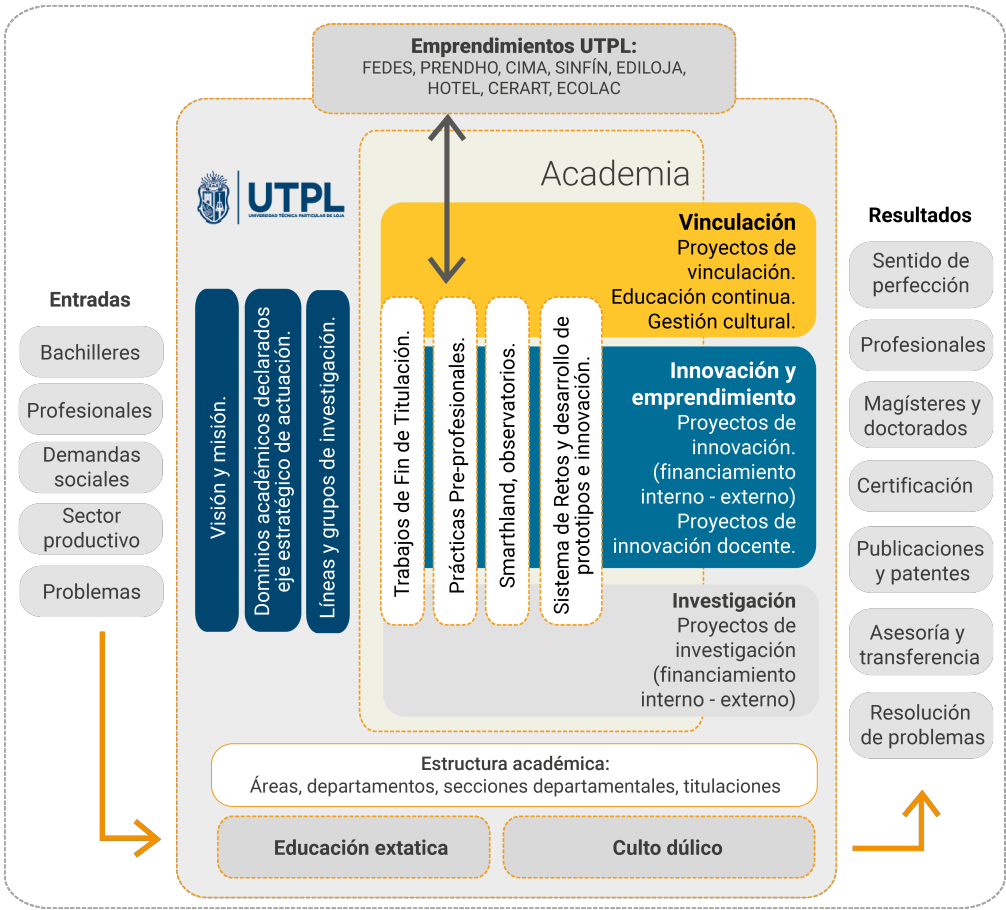 Emprendimientos UTPL:
FEDES, PRENDHO, CIMA, SINFÍN, EDILOJA,
HOTEL, CERART, ECOLAC
Academia
UTPL
UNIVERSIDAD TÉCNICA PARTICULAR DE LOJA
Entradas
Bachilleres
Profesionales
Demandas
sociales
Sector
productivo
Problemas
Visión y misión.
Dominios académicos declarados
eje estratégico de actuación.
Líneas y grupos de investigación.
Trabajos de Fin de Titulación.
Prácticas Pre-profesionales.
Smarthland, observatorios.
Sistema de Retos y desarrollo de
prototipos e innovación.
Vinculación
Proyectos de
vinculación.
Educación continua.
Gestión cultural.
Innovación y
emprendimiento
Proyectos de
innovación.
(financiamiento
interno - externo)
Proyectos de
innovación docente.
Investigación
Proyectos de
investigación
(financiamiento
interno - externo)
Estructura académica:
Áreas, departamentos, secciones departamentales, titulaciones
Educación extatica
Culto dúlico
Resultados
Sentido de
perfección
Profesionales
Magísteres y
doctorados
Certificación
Publicaciones
y patentes
Asesoría y
transferencia
Resolución
de problemas